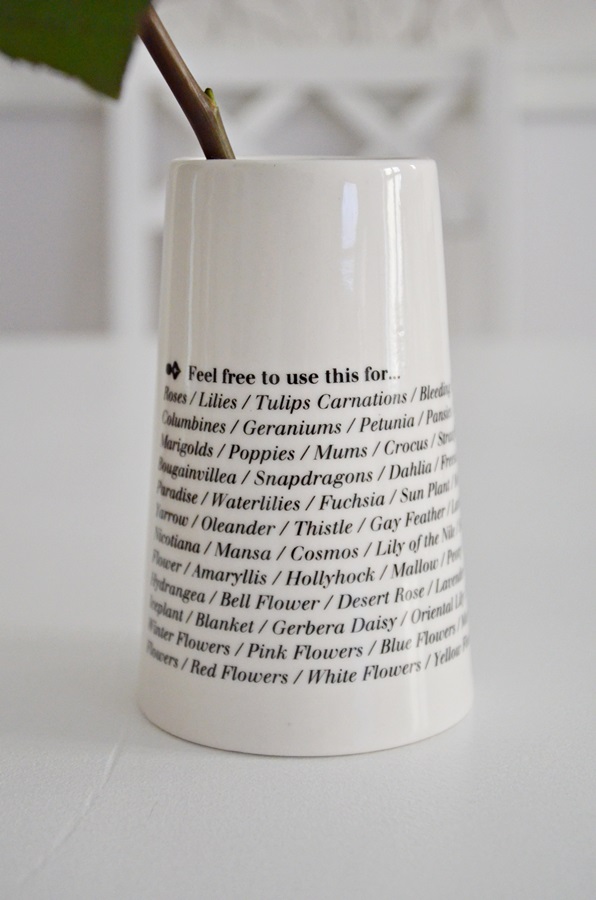 Feel free to use this for...
Roses / Lilies / Tulips Carnations / Bleeding
Columbines / Geraniums / Petunia /
Marigolds / Poppies / Mums / Crocus /
Bougainvillea / Snapdragons / Dahlia /
Paradise / Waterlilies / Fuchsia / Sun Plant /
Yarrow / Oleander / Thistle / Gay Feather /
Nicotiana / Mansa / Cosmos / Lily of the Nile
Flower / Amaryllis / Hollyhock / Mallow /
Hydrangea / Bell Flower / Desert Rose /
/ Blanket / Gerbera Daisy / Oriental
Winter Flowers / Pink Flowers / Blue Flowers /
Flowers / Red Flowers / White Flowers / Yellow